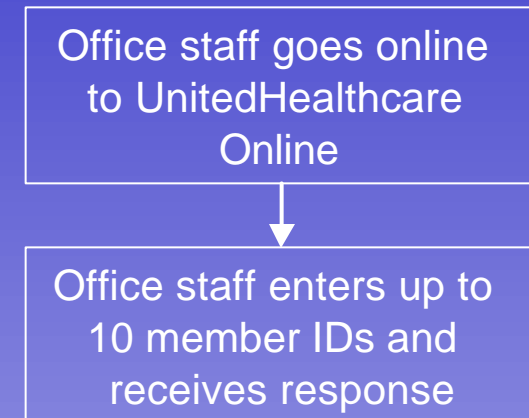 Office staff goes online
to UnitedHealthcare
Online
Office staff enters up to
10 member IDs and
receives response